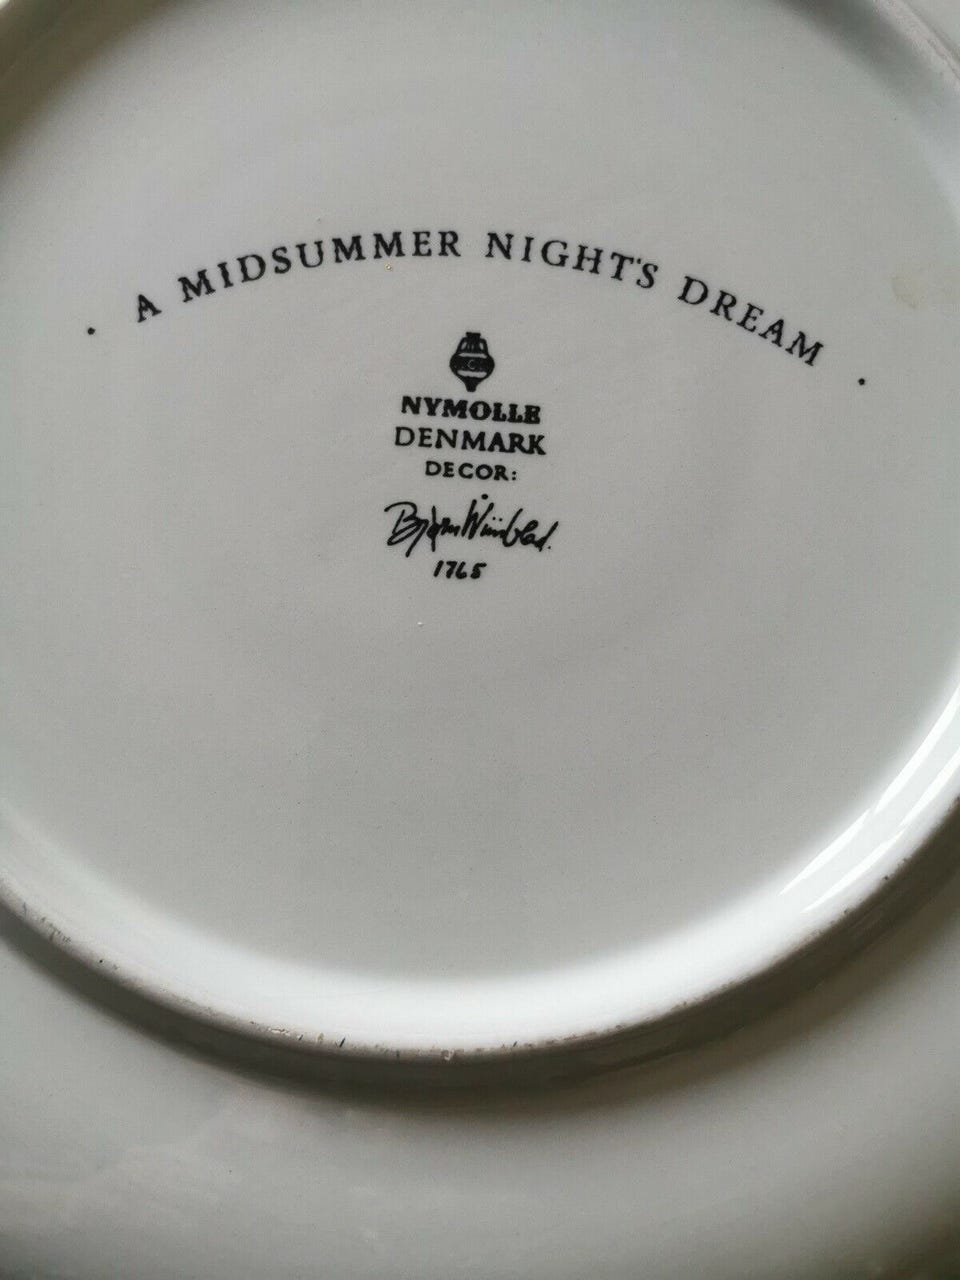 · A MIDSUMMER NIGHT'S DREAM ·
NYMOLLE
DENMARK
DECOR:
Bjørn Wiinblad.
1765